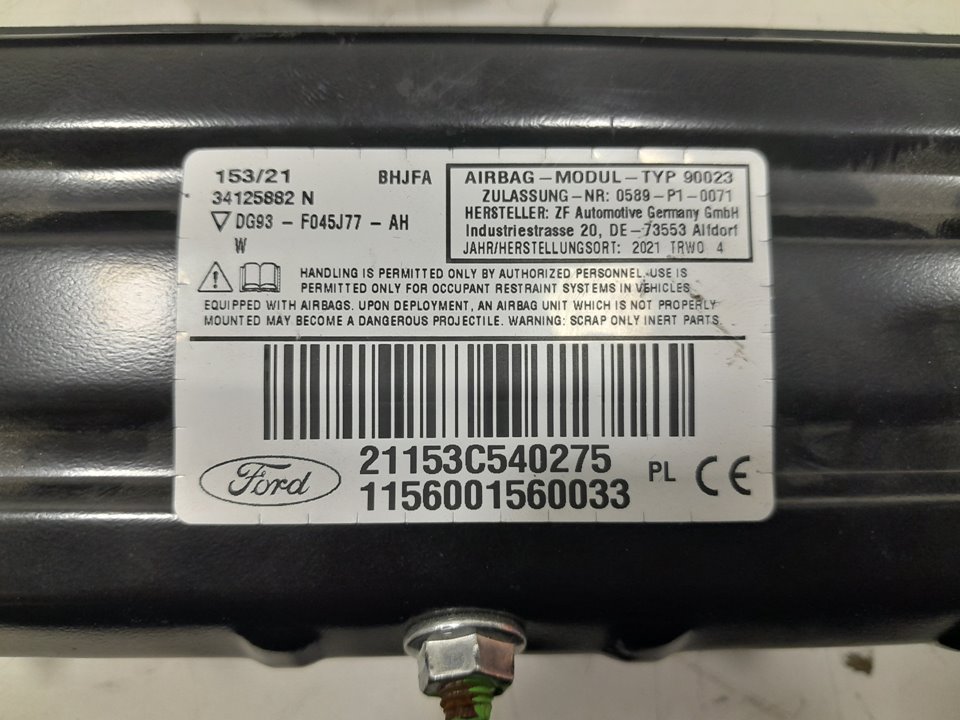 153/21
34125882 N
BHJFA
DG93 - F045J77 - AH
W
AIRBAG-MODUL-TYP 90023
ZULASSUNG-NR: 0589-P1-0071
HERSTELLER: ZF Automotive Germany GmbH
Industriestrasse 20, DE-73553 Alfdorf
JAHR/HERSTELLUNGSORT: 2021 TRWO 4
HANDLING IS PERMITTED ONLY BY AUTHORIZED PERSONNEL. USE IS
PERMITTED ONLY FOR OCCUPANT RESTRAINT SYSTEMS IN VEHICLES
EQUIPPED WITH AIRBAGS. UPON DEPLOYMENT, AN AIRBAG UNIT WHICH IS NOT PROPERLY
MOUNTED MAY BECOME A DANGEROUS PROJECTILE. WARNING: SCRAP ONLY INERT PARTS
Ford
21153C540275
1156001560033
PL CE